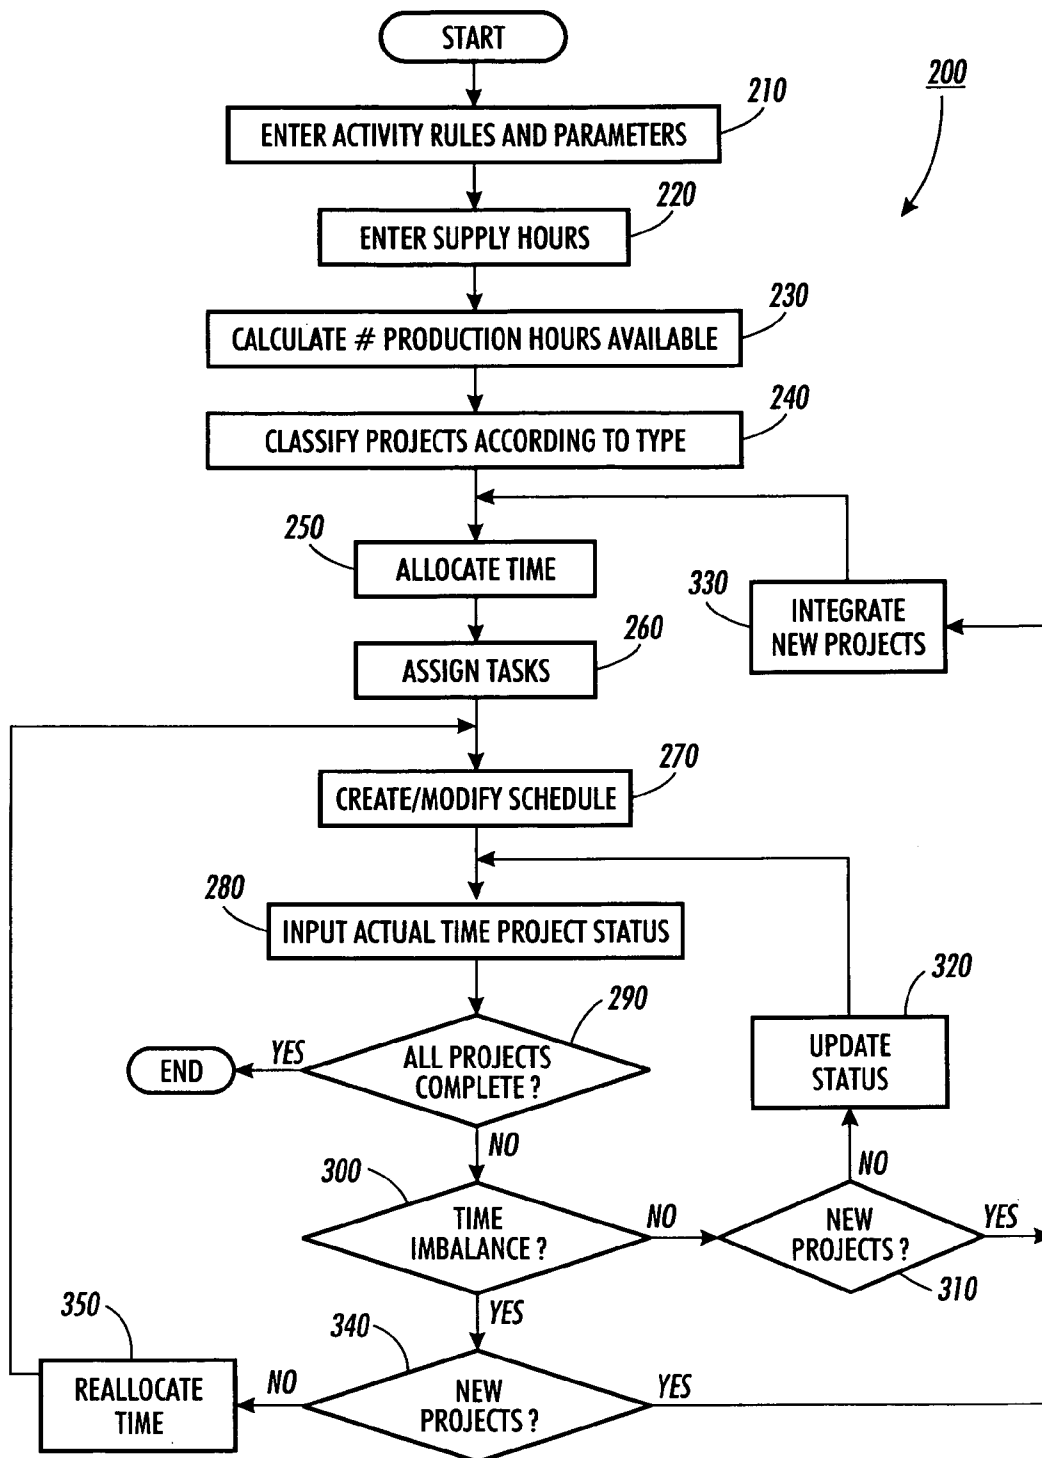 START
200
210
ENTER ACTIVITY RULES AND PARAMETERS
220
ENTER SUPPLY HOURS
230
CALCULATE # PRODUCTION HOURS AVAILABLE
240
CLASSIFY PROJECTS ACCORDING TO TYPE
250
ALLOCATE TIME
330
INTEGRATE
NEW PROJECTS
260
ASSIGN TASKS
270
CREATE/MODIFY SCHEDULE
280
INPUT ACTUAL TIME PROJECT STATUS
290
ALL PROJECTS
COMPLETE ?
YES
END
NO
320
UPDATE
STATUS
NO
300
TIME
IMBALANCE ?
NO
NEW
PROJECTS ?
YES
310
YES
340
NEW
PROJECTS ?
YES
NO
350
REALLOCATE
TIME